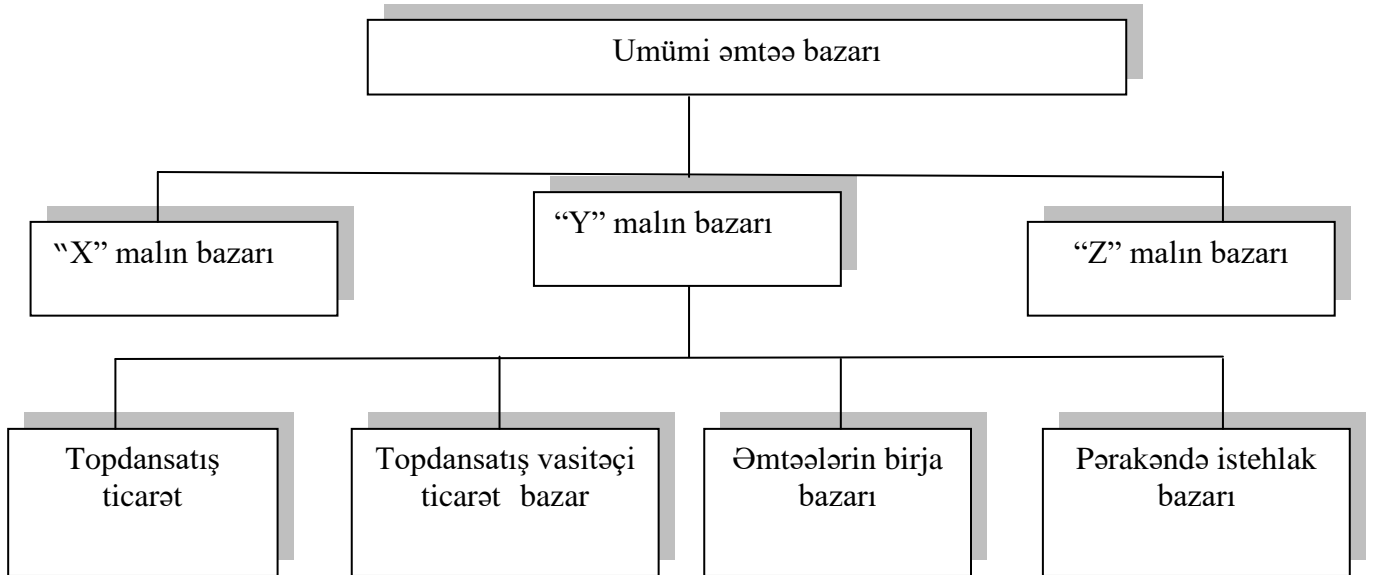 Umümi əmtəə bazarı
“X” malın bazarı
“Y” malın bazarı
“Z” malın bazarı
Topdansatış
ticarət
Topdansatış vasitəçi
ticarət bazar
Əmtəələrin birja
bazarı
Pərakəndə istehlak
bazarı